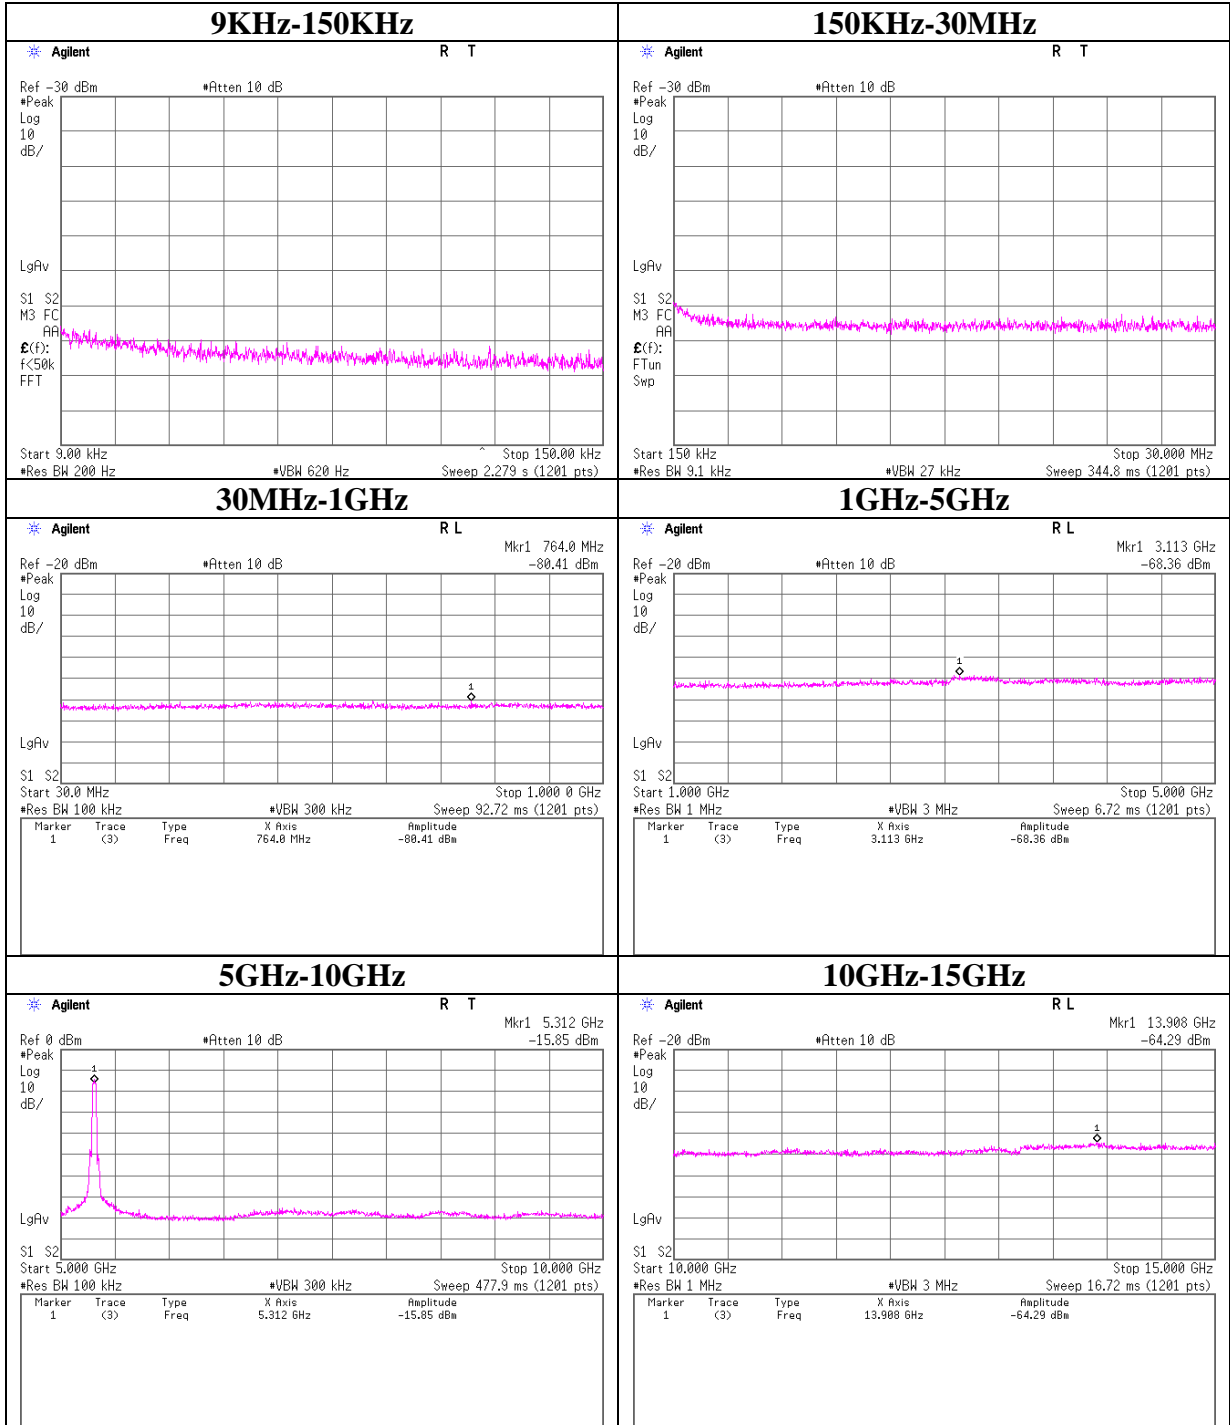 9KHz-150KHz
Agilent
R T
Ref -30 dBm
#Atten 10 dB
#Peak
Log
10
dB/
LgAv
S1 S2
M3 FC
AA
£(f):
f<50k
FFT
Start 9.00 kHz
^ Stop 150.00 kHz
#Res BW 200 Hz
#VBW 620 Hz
Sweep 2.279 s (1201 pts)
150KHz-30MHz
Agilent
R T
Ref -30 dBm
#Atten 10 dB
#Peak
Log
10
dB/
LgAv
S1 S2
M3 FC
AA
£(f):
FTun
Swp
Start 150 kHz
Stop 30.000 MHz
#Res BW 9.1 kHz
#VBW 27 kHz
Sweep 344.8 ms (1201 pts)
30MHz-1GHz
Agilent
R L
Mkr1 764.0 MHz
Ref -20 dBm
#Atten 10 dB
-80.41 dBm
#Peak
Log
10
dB/
1
LgAv
S1 S2
Start 30.0 MHz
Stop 1.000 0 GHz
#Res BW 100 kHz
#VBW 300 kHz
Sweep 92.72 ms (1201 pts)
Marker Trace Type X Axis Amplitude
1 (3) Freq 764.0 MHz -80.41 dBm
1GHz-5GHz
Agilent
R L
Mkr1 3.113 GHz
Ref -20 dBm
#Atten 10 dB
-68.36 dBm
#Peak
Log
10
dB/
1
LgAv
S1 S2
Start 1.000 GHz
Stop 5.000 GHz
#Res BW 1 MHz
#VBW 3 MHz
Sweep 6.72 ms (1201 pts)
Marker Trace Type X Axis Amplitude
1 (3) Freq 3.113 GHz -68.36 dBm
5GHz-10GHz
Agilent
R T
Mkr1 5.312 GHz
Ref 0 dBm
#Atten 10 dB
-15.85 dBm
#Peak
Log
10
dB/
1
LgAv
S1 S2
Start 5.000 GHz
Stop 10.000 GHz
#Res BW 100 kHz
#VBW 300 kHz
Sweep 477.9 ms (1201 pts)
Marker Trace Type X Axis Amplitude
1 (3) Freq 5.312 GHz -15.85 dBm
10GHz-15GHz
Agilent
R L
Mkr1 13.908 GHz
Ref -20 dBm
#Atten 10 dB
-64.29 dBm
#Peak
Log
10
dB/
1
LgAv
S1 S2
Start 10.000 GHz
Stop 15.000 GHz
#Res BW 1 MHz
#VBW 3 MHz
Sweep 16.72 ms (1201 pts)
Marker Trace Type X Axis Amplitude
1 (3) Freq 13.908 GHz -64.29 dBm